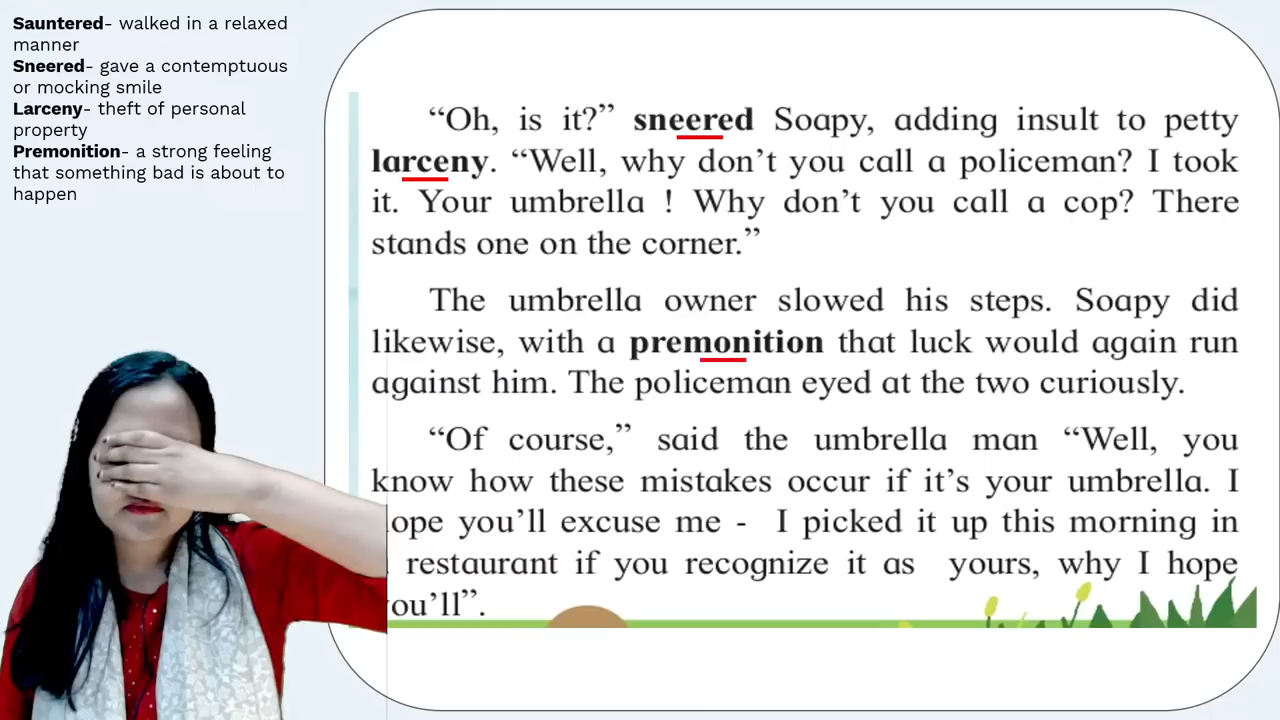 Sauntered- walked in a relaxed
manner
Sneered- gave a contemptuous
or mocking smile
Larceny- theft of personal
property
Premonition- a strong feeling
that something bad is about to
happen
“Oh, is it?” sneered Soapy, adding insult to petty
larceny. “Well, why don’t you call a policeman? I took
it. Your umbrella ! Why don’t you call a cop? There
stands one on the corner.”
The umbrella owner slowed his steps. Soapy did
likewise, with a premonition that luck would again run
against him. The policeman eyed at the two curiously.
“Of course,” said the umbrella man “Well, you
know how these mistakes occur if it’s your umbrella. I
ope you’ll excuse me - I picked it up this morning in
restaurant if you recognize it as yours, why I hope
ou’ll”.